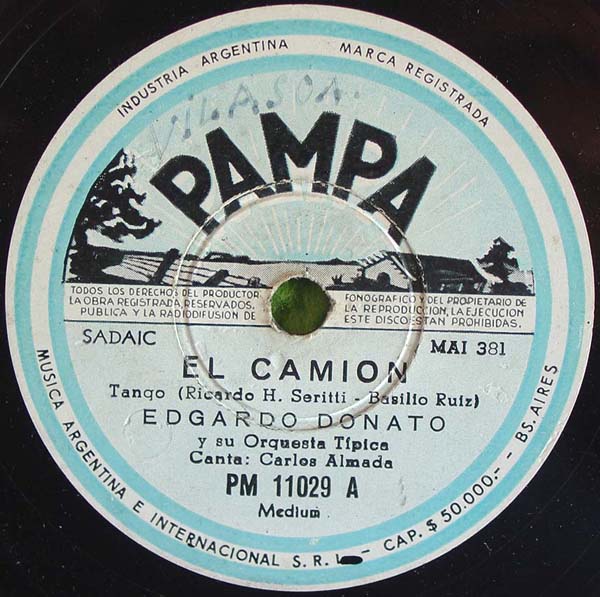 INDUSTRIA ARGENTINA MARCA REGISTRADA
VILASOA.
PAMPA
TODOS LOS DERECHOS DEL PRODUCTOR FONOGRAFICO Y DEL PROPIETARIO DE
LA OBRA REGISTRADA, RESERVADOS. LA REPRODUCCION, LA EJECUCION
PUBLICA Y LA RADIODIFUSION DE ESTE DISCO ESTAN PROHIBIDAS.
SADAIC MAI 381
EL CAMION
Tango (Ricardo H. Seritti - Basilio Ruiz)
EDGARDO DONATO
y su Orquesta Típica
Canta: Carlos Almada
PM 11029 A
Medium
MUSICA ARGENTINA E INTERNACIONAL S. R. L. - CAP. $ 50.000.- - BS. AIRES